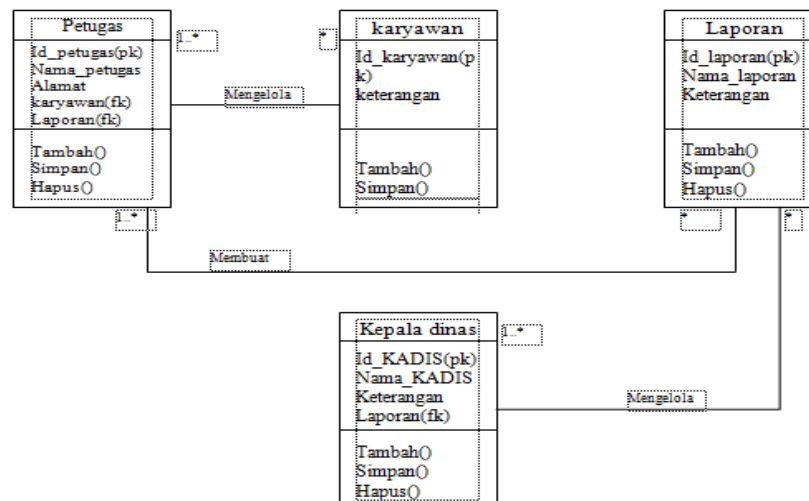 Petugas
Id_petugas(pk)
Nama_petugas
Alamat
karyawan(fk)
Laporan(fk)
Tambah()
Simpan()
Hapus()
1..*
*
Mengelola
karyawan
Id_karyawan(p
k)
keterangan
Tambah()
Simpan()
Laporan
Id_laporan(pk)
Nama_laporan
Keterangan
Tambah()
Simpan()
Hapus()
1..*
*
*
Membuat
Kepala dinas
Id_KADIS(pk)
Nama_KADIS
Keterangan
Laporan(fk)
Tambah()
Simpan()
Hapus()
1..*
Mengelola